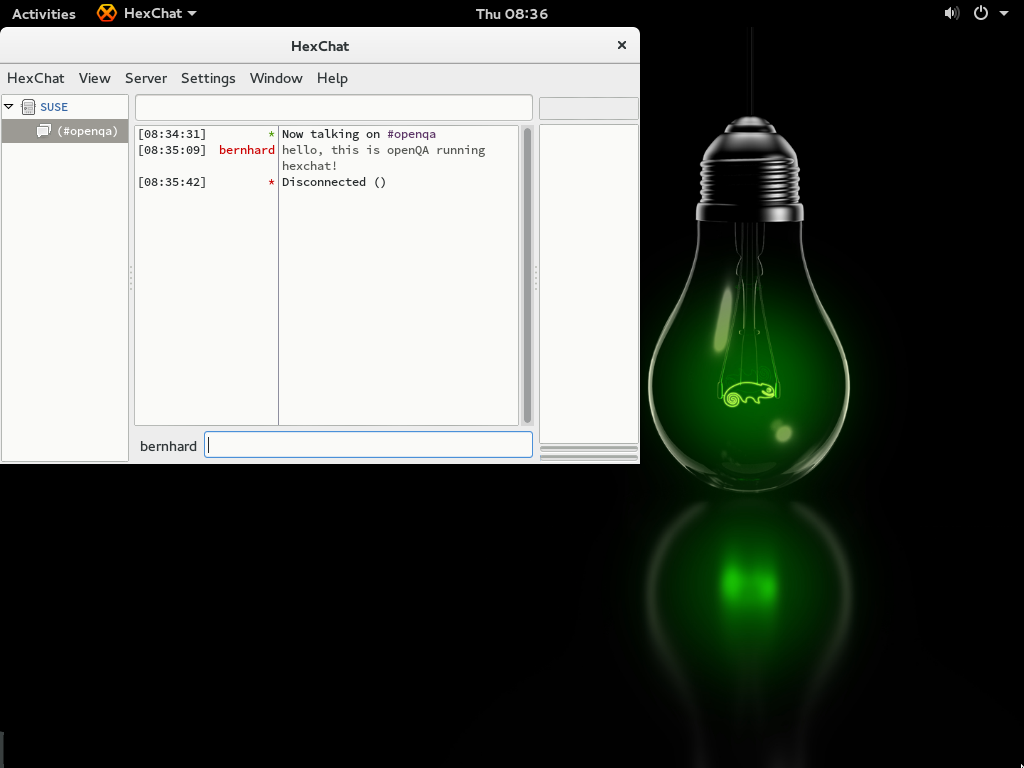 Activities HexChat Thu 08:36
HexChat
HexChat View Server Settings Window Help
SUSE
(#openqa)
[08:34:31] * Now talking on #openqa
[08:35:09] bernhard hello, this is openQA running
hexchat!
[08:35:42] * Disconnected ()
bernhard